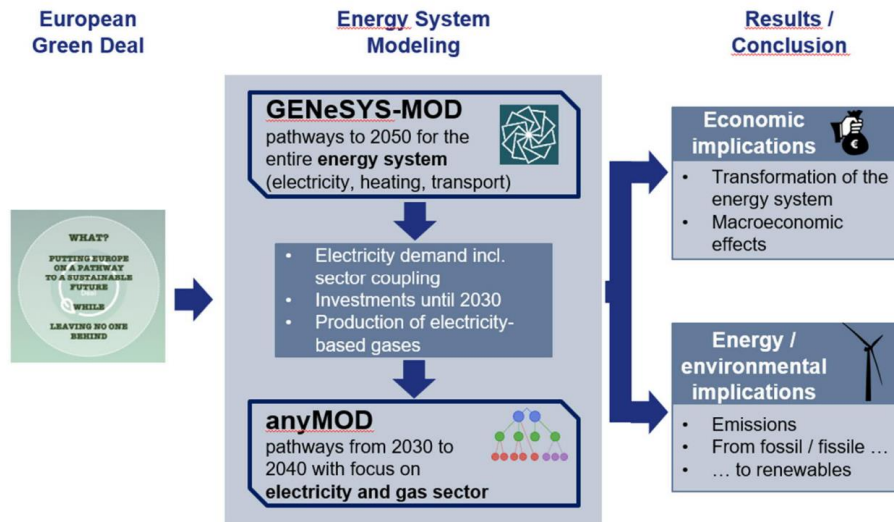 European
Green Deal
Energy System
Modeling
Results /
Conclusion
WHAT?
PUTTING EUROPE
ON A PATHWAY
TO A SUSTAINABLE
FUTURE
WHILE
LEAVING NO ONE
BEHIND
GENeSYS-MOD
pathways to 2050 for the
entire energy system
(electricity, heating, transport)
• Electricity demand incl.
sector coupling
• Investments until 2030
• Production of electricity-
based gases
anyMOD
pathways from 2030 to
2040 with focus on
electricity and gas sector
Economic
implications
€
• Transformation of the
energy system
• Macroeconomic
effects
Energy /
environmental
implications
• Emissions
• From fossil / fissile …
• … to renewables